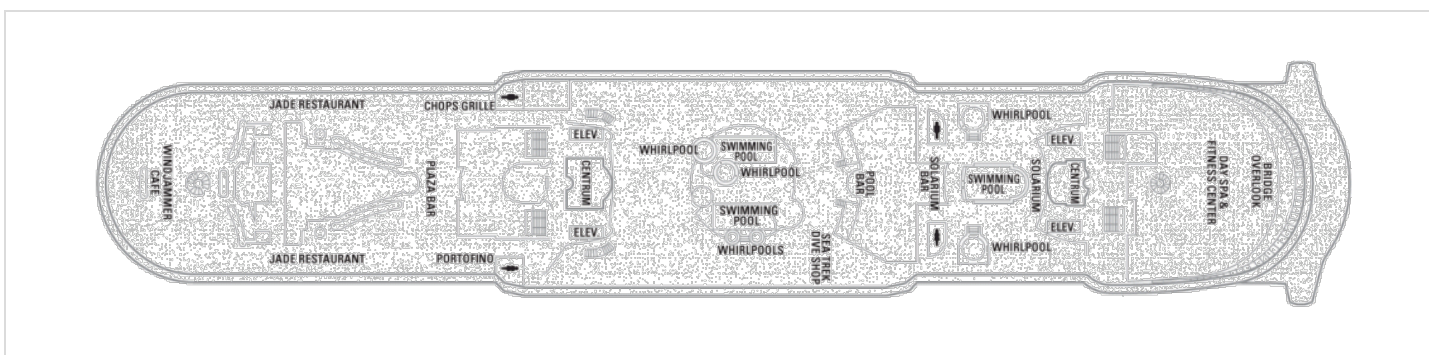 JADE RESTAURANT
CHOPS GRILLE
WINDJAMMER
CAFE
PLAZA BAR
JADE RESTAURANT
PORTOFINO
ELEV
CENTRUM
ELEV
WHIRLPOOL
SWIMMING
POOL
WHIRLPOOL
SWIMMING
POOL
WHIRLPOOLS
SEA TREK
DIVE SHOP
POOL
BAR
SOLARIUM
BAR
WHIRLPOOL
SWIMMING
POOL
WHIRLPOOL
SOLARIUM
ELEV
CENTRUM
ELEV
DAY SPA &
FITNESS CENTER
BRIDGE
OVERLOOK